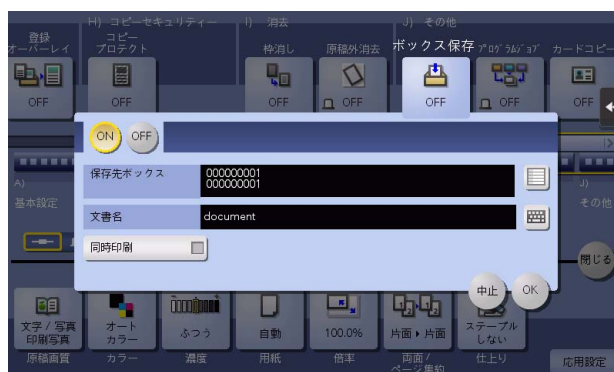 H) コピーセキュリティー
I) 消去
J) その他
登録
オーバーレイ
コピー
プロテクト
枠消し
原稿外消去
ボックス保存
プログラムジョブ
カードコピー
OFF
OFF
OFF
OFF
OFF
OFF
OFF
ON
OFF
保存先ボックス
000000001
000000001
文書名
document
同時印刷
中止
OK
A)
基本設定
J)
その他
閉じる
文字 / 写真
印刷写真
オート
カラー
ふつう
自動
100.0%
片面 ▸ 片面
ステープル
しない
原稿画質
カラー
濃度
用紙
倍率
両面 /
ページ集約
仕上り
応用設定